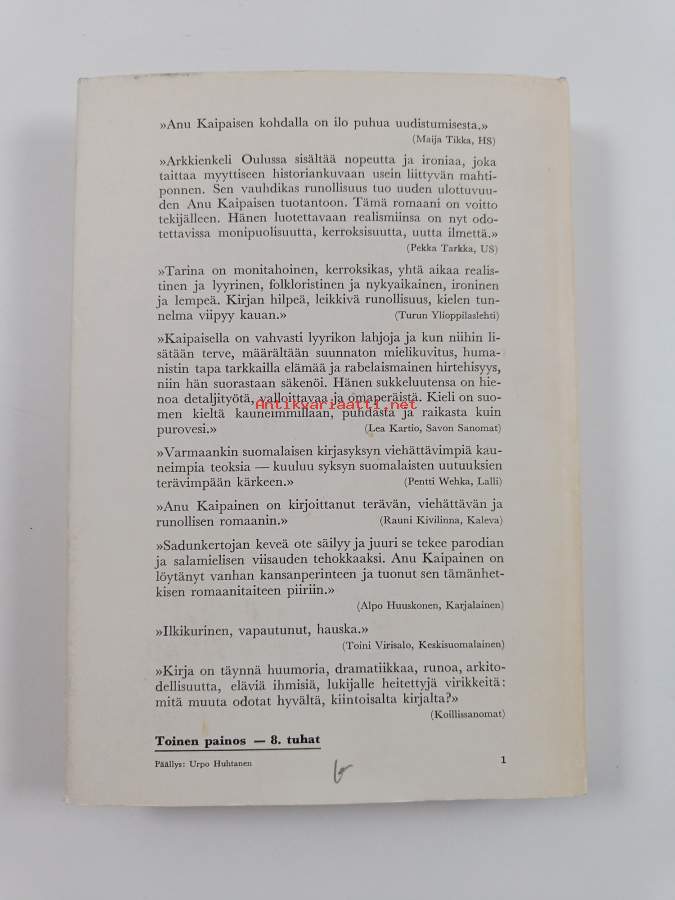 »Anu Kaipaisen kohdalla on ilo puhua uudistumisesta.»
(Maija Tikka, HS)
»Arkkienkeli Oulussa sisältää nopeutta ja ironiaa, joka
taittaa myyttiseen historiankuvaan usein liittyvän mahti-
ponnen. Sen vauhdikas runollisuus tuo uuden ulottuvuu-
den Anu Kaipaisen tuotantoon. Tämä romaani on voitto
tekijälleen. Hänen luotettavaan realismiinsa on nyt odo-
tettavissa monipuolisuutta, kerroksisuutta, uutta ilmettä.»
(Pekka Tarkka, US)
»Tarina on monitahoinen, kerroksikas, yhtä aikaa realis-
tinen ja lyyrinen, folkloristinen ja nykyaikainen, ironinen
ja lempeä. Kirjan hilpeä, leikkivä runollisuus, kielen tun-
nelma viipyy kauan.» (Turun Ylioppilaslehti)
»Kaipaisella on vahvasti lyyrikon lahjoja ja kun niihin li-
sätään terve, määrältään suunnaton mielikuvitus, huma-
nistin tapa tarkkailla elämää ja rabelaismainen hirtehisyys,
niin hän suorastaan säkenöi. Hänen sukkeluutensa on hie-
noa detaljityötä, valloittavaa ja omaperäistä. Kieli on suo-
Antikvariaatti.net
men kieltä kauneimmillaan, puhdasta ja raikasta kuin
purovesi.» (Lea Kartio, Savon Sanomat)
»Varmaankin suomalaisen kirjasyksyn viehättävimpiä kau-
neimpia teoksia — kuuluu syksyn suomalaisten uutuuksien
terävimpään kärkeen.» (Pentti Wehka, Lalli)
»Anu Kaipainen on kirjoittanut terävän, viehättävän ja
runollisen romaanin.» (Rauni Kivilinna, Kaleva)
»Sadunkertojan keveä ote säilyy ja juuri se tekee parodian
ja salamielisen viisauden tehokkaaksi. Anu Kaipainen on
löytänyt vanhan kansanperinteen ja tuonut sen tämänhet-
kisen romaanitaiteen piiriin.»
(Alpo Huuskonen, Karjalainen)
»Ilkikurinen, vapautunut, hauska.»
(Toini Virisalo, Keskisuomalainen)
»Kirja on täynnä huumoria, dramatiikkaa, runoa, arkito-
dellisuutta, eläviä ihmisiä, lukijalle heitettyjä virikkeitä:
mitä muuta odotat hyvältä, kiintoisalta kirjalta?»
(Koillissanomat)
Toinen painos — 8. tuhat
Päällys: Urpo Huhtanen 1